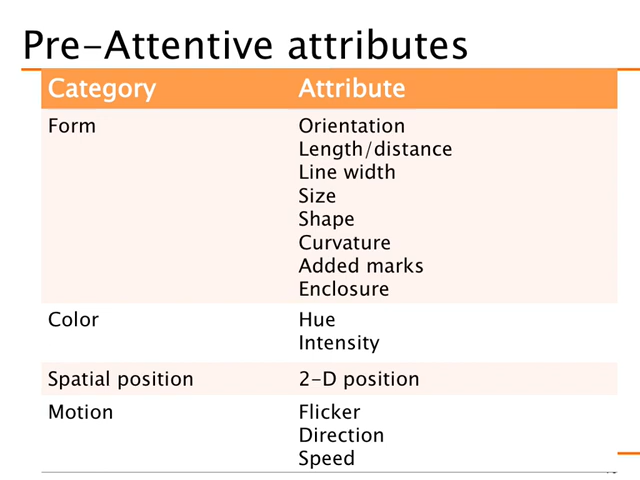 Pre-Attentive attributes
Category Attribute
Form Orientation
Length/distance
Line width
Size
Shape
Curvature
Added marks
Enclosure
Color Hue
Intensity
Spatial position 2-D position
Motion Flicker
Direction
Speed